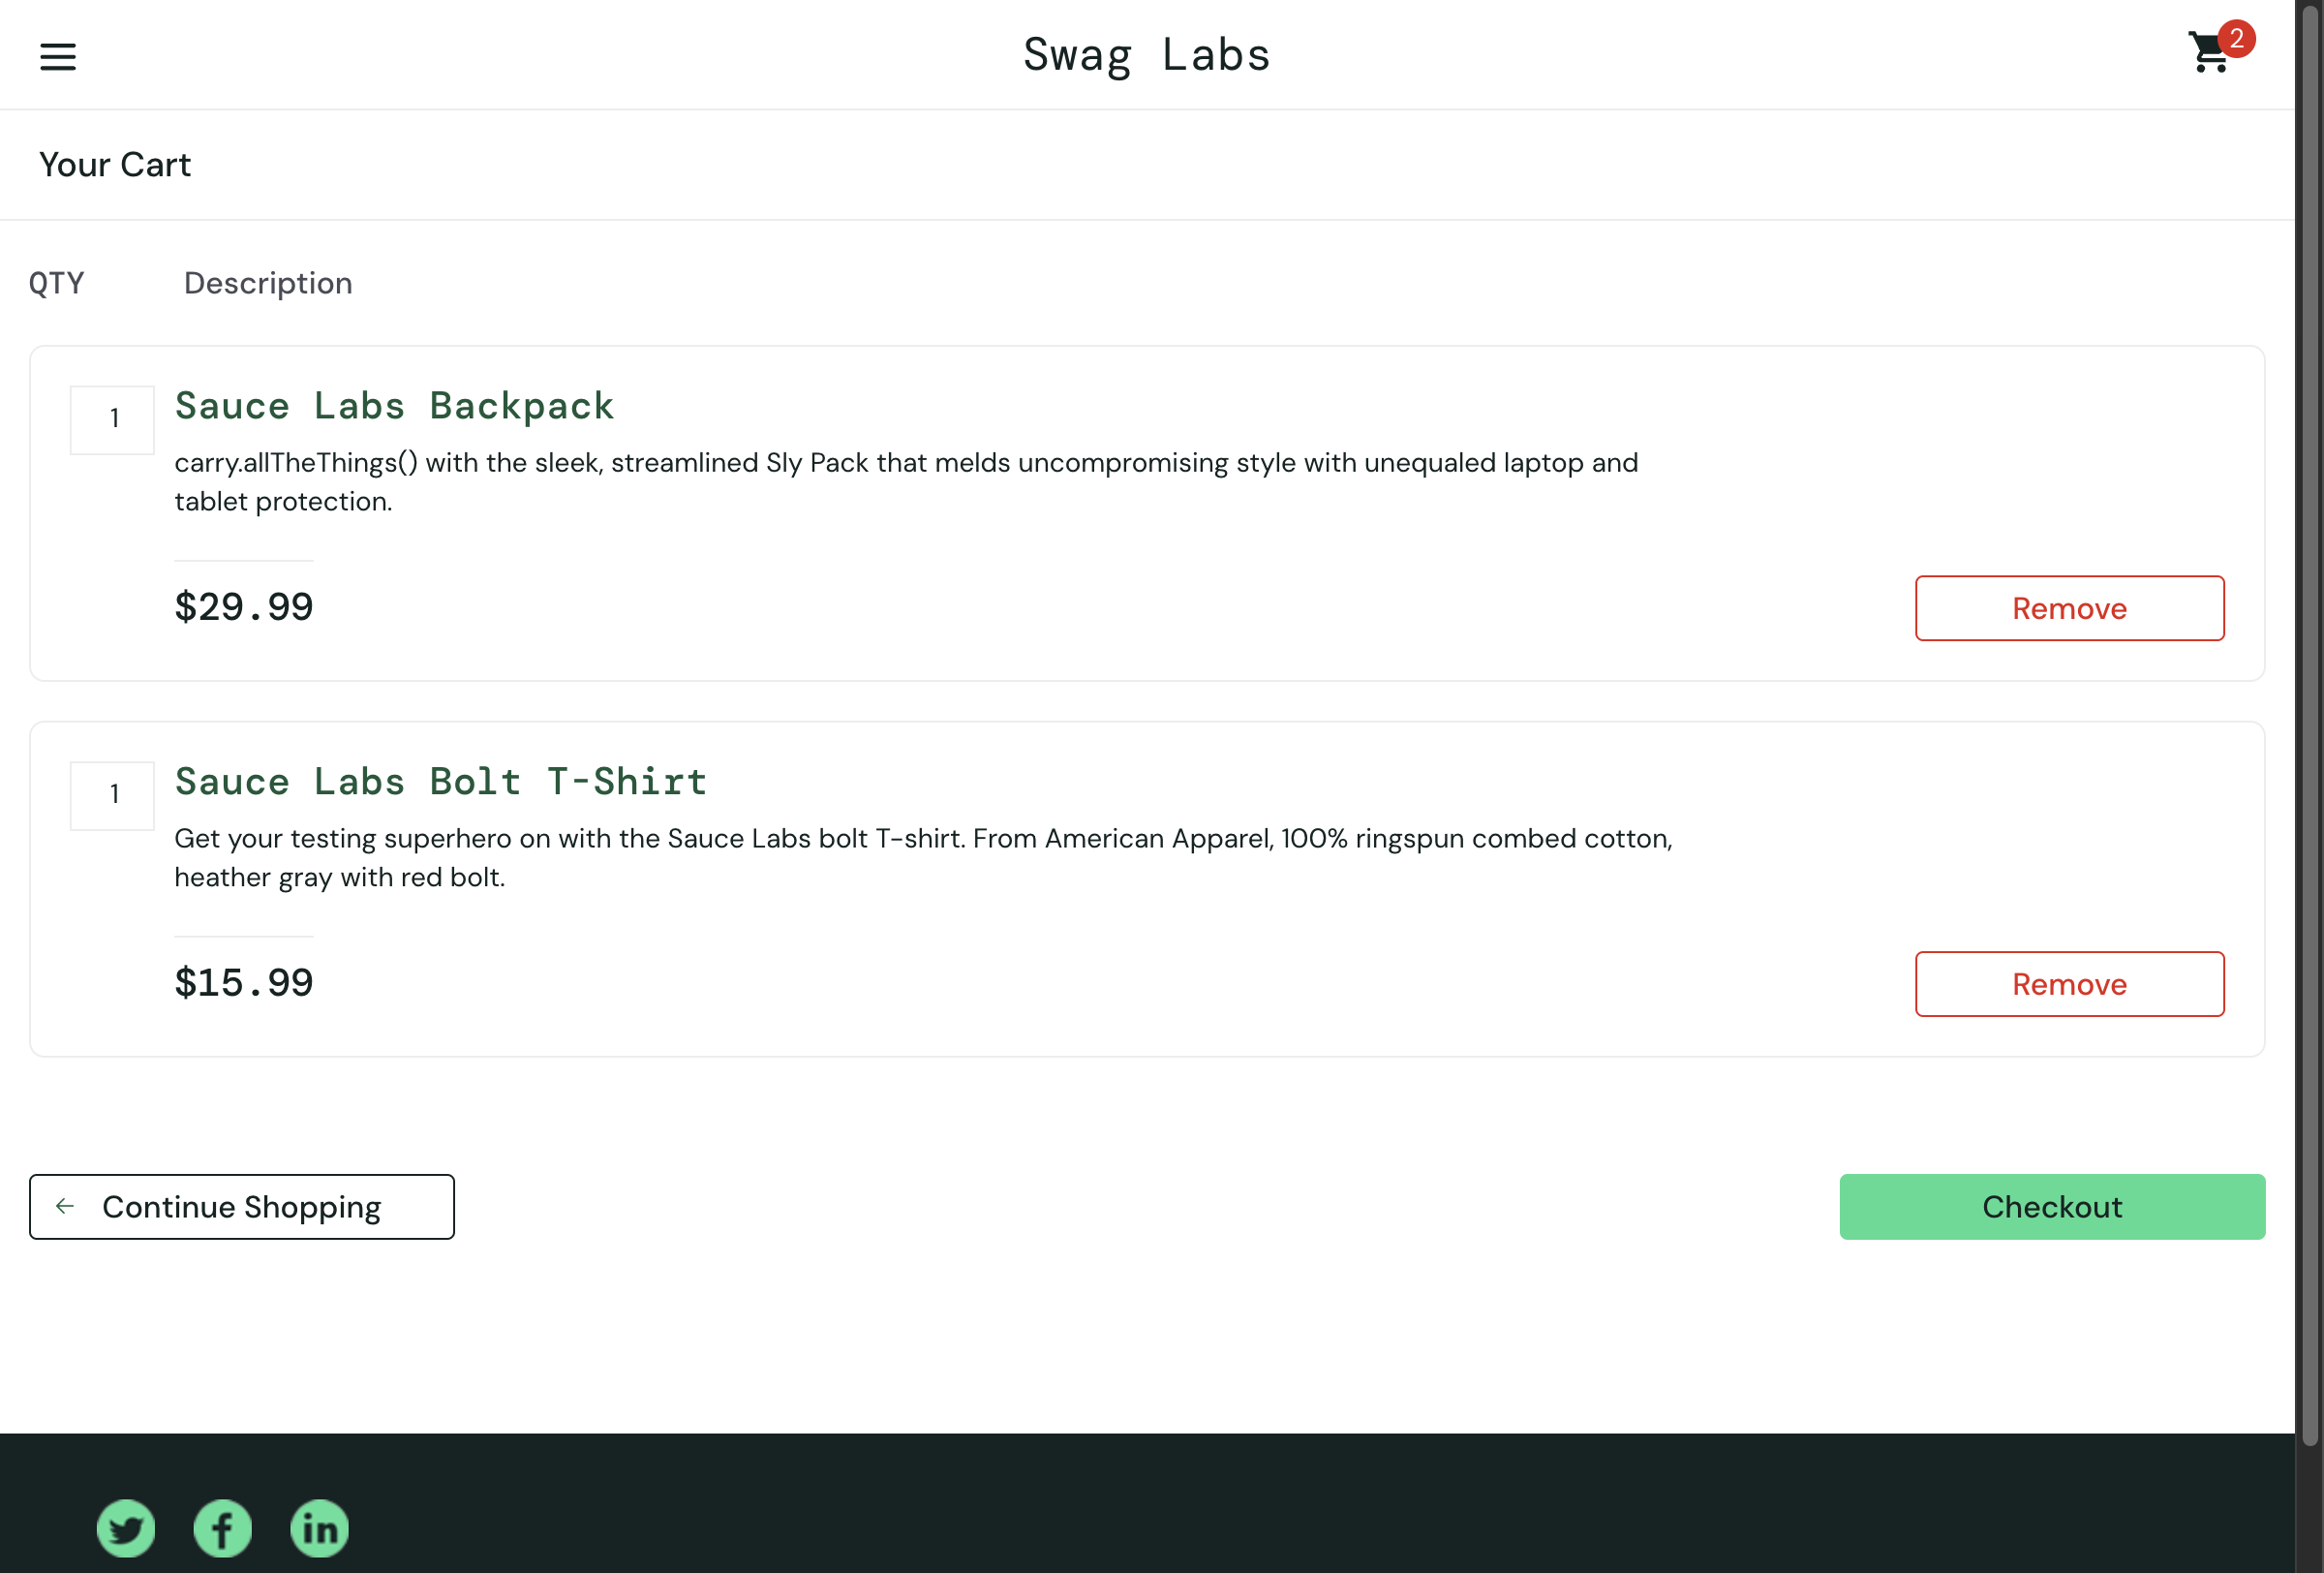 Swag Labs
2
Your Cart
QTY Description
1
Sauce Labs Backpack
carry.allTheThings() with the sleek, streamlined Sly Pack that melds uncompromising style with unequaled laptop and
tablet protection.
$29.99
Remove
1
Sauce Labs Bolt T-Shirt
Get your testing superhero on with the Sauce Labs bolt T-shirt. From American Apparel, 100% ringspun combed cotton,
heather gray with red bolt.
$15.99
Remove
Continue Shopping
Checkout